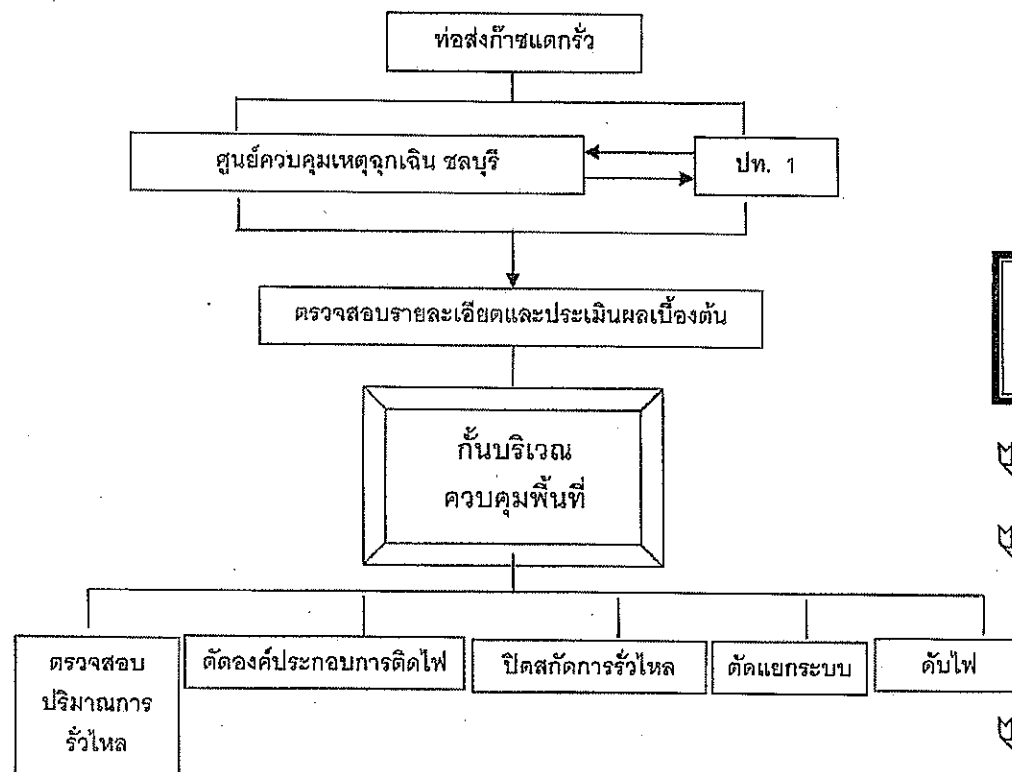 ท่อส่งก๊าซแตกรั่ว
ศูนย์ควบคุมเหตุฉุกเฉิน ชลบุรี
ปท. 1
ตรวจสอบรายละเอียดและประเมินผลเบื้องต้น
กั้นบริเวณ
ควบคุมพื้นที่
ตรวจสอบ
ปริมาณการ
รั่วไหล
ตัดองค์ประกอบการติดไฟ
ปิดสกัดการรั่วไหล
ตัดแยกระบบ
ดับไฟ